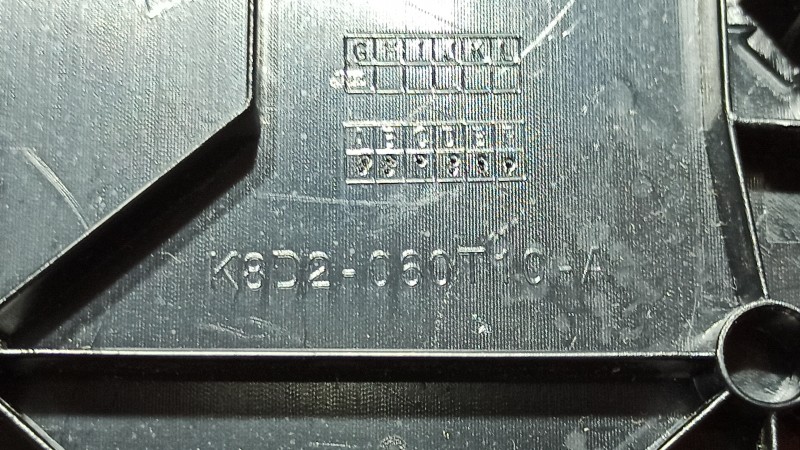 G H I J K L
A B C D E F
K8D2-060T10-A